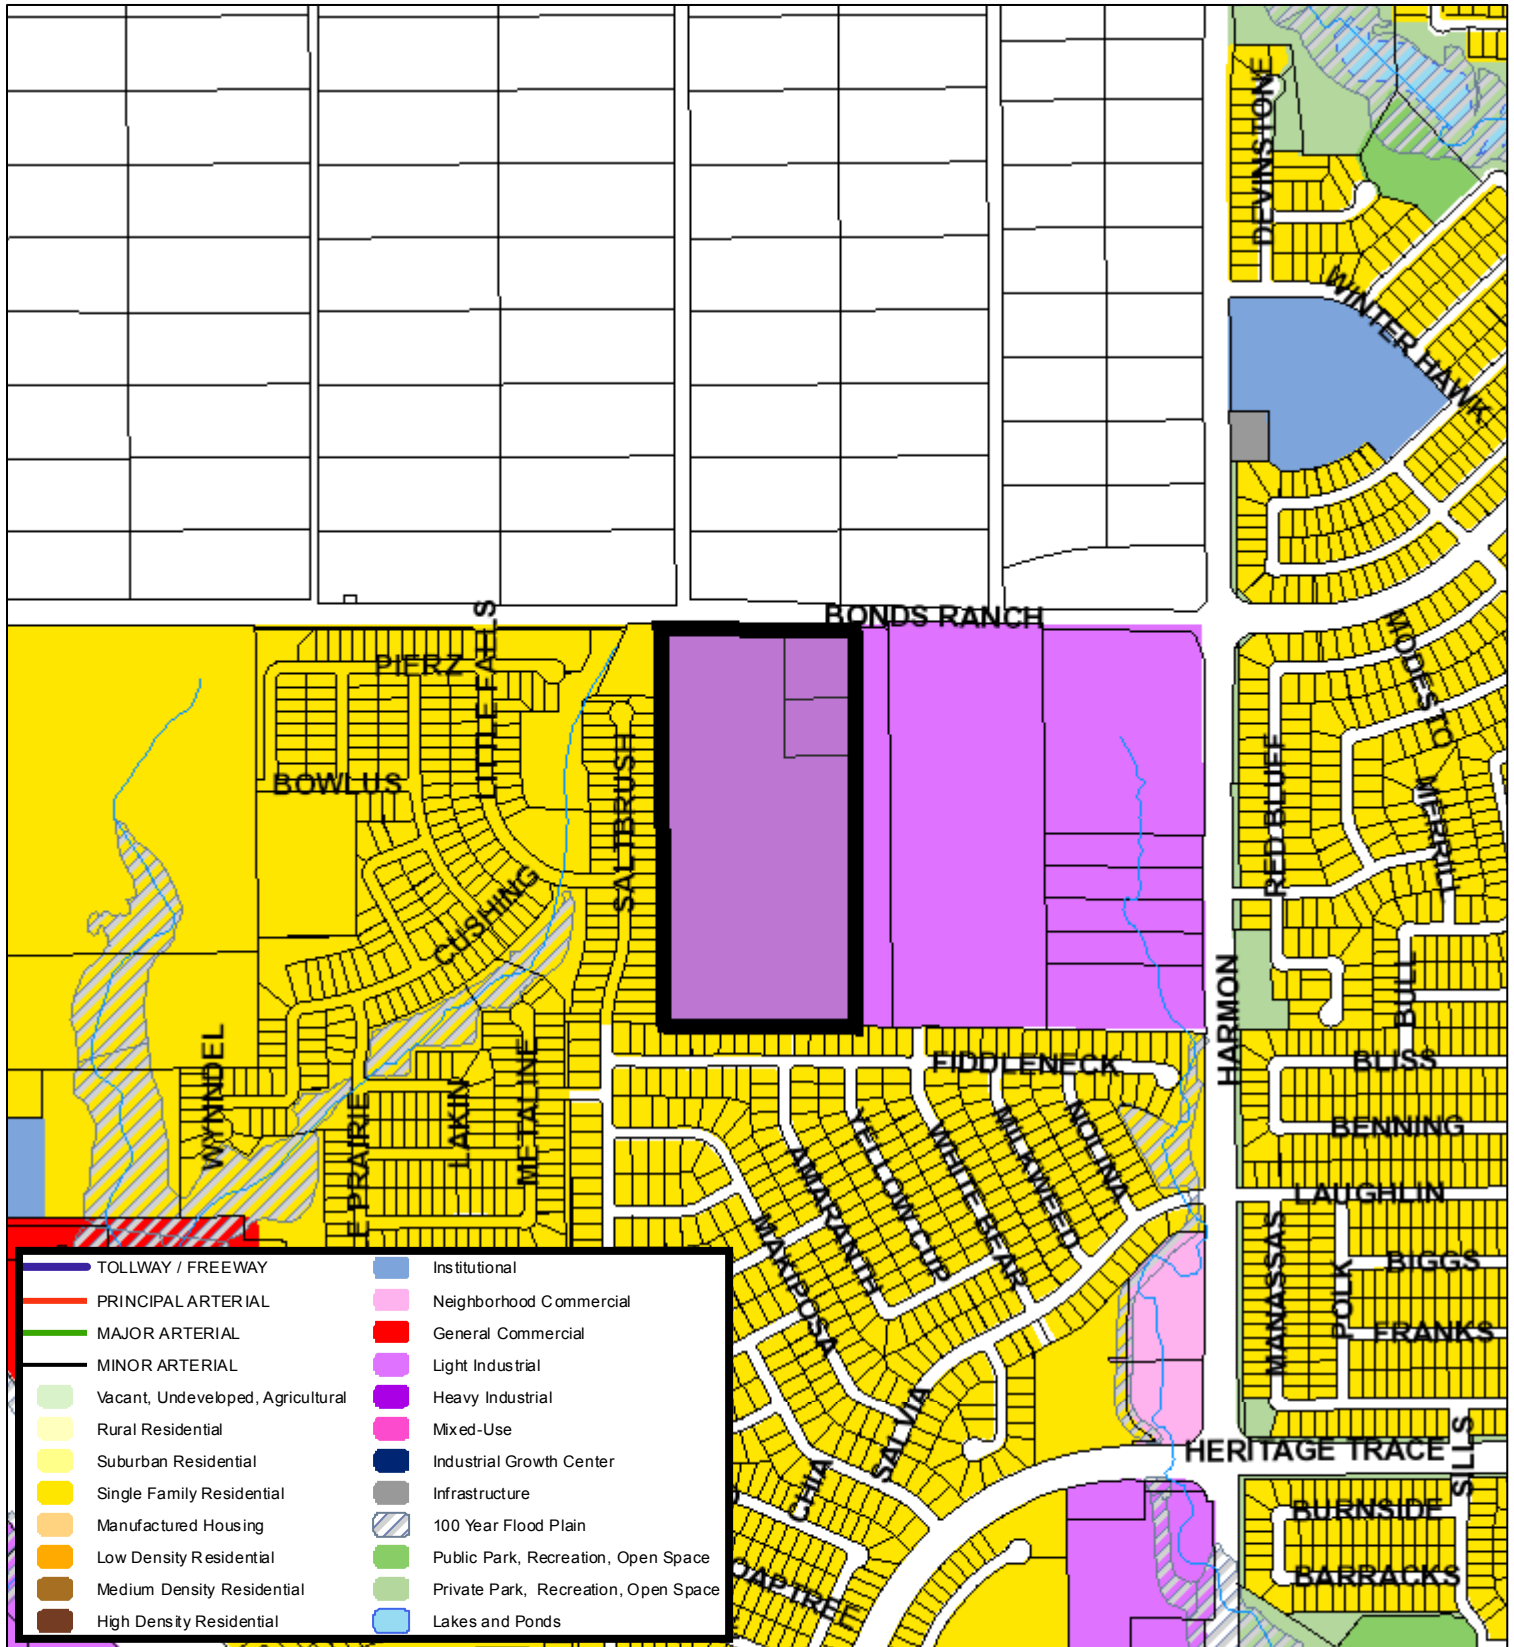 DEVINSTONE
WINTER HAWK
BONDS RANCH
PIERZ
LITTLE FALLS
BOWLUS
SALTBRUSH
CUSHING
MODESTO
RED BLUFF
MERRILL
BULL
HARMON
WYNDEL
E PRAIRIE
LAKIN
METALINE
FIDDLENECK
BLISS
BENNING
LAUGHLIN
NOLINA
MILKWEED
WHITE BEAR
YELLOW CUP
AMARANTH
MARIPOSA
MANASSAS
POLK
BIGGS
FRANKS
SALVIA
CHIA
HERITAGE TRACE
SILLS
BURNSIDE
BARRACKS
TOLLWAY / FREEWAY
PRINCIPAL ARTERIAL
MAJOR ARTERIAL
MINOR ARTERIAL
Vacant, Undeveloped, Agricultural
Rural Residential
Suburban Residential
Single Family Residential
Manufactured Housing
Low Density Residential
Medium Density Residential
High Density Residential
Institutional
Neighborhood Commercial
General Commercial
Light Industrial
Heavy Industrial
Mixed-Use
Industrial Growth Center
Infrastructure
100 Year Flood Plain
Public Park, Recreation, Open Space
Private Park, Recreation, Open Space
Lakes and Ponds